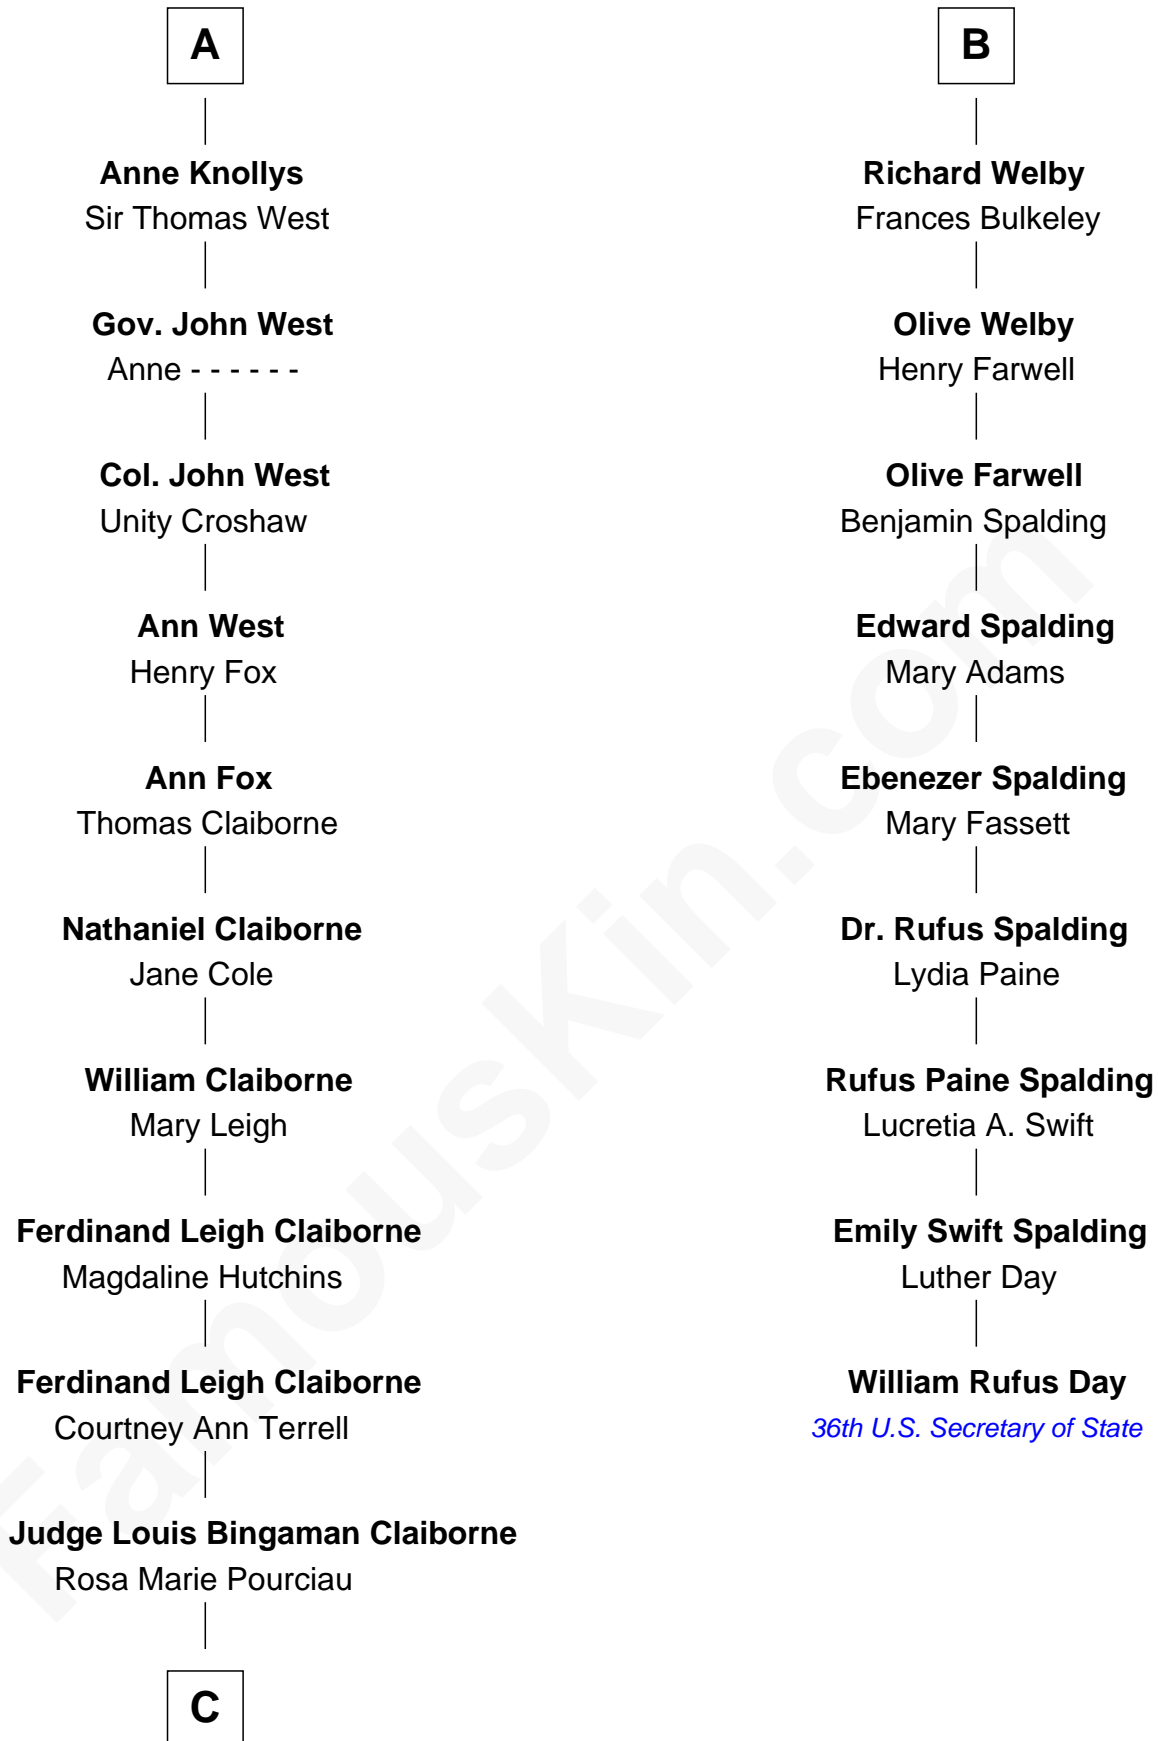 A
Anne Knollys
Sir Thomas West
Gov. John West
Anne - - - - - -
Col. John West
Unity Croshaw
Ann West
Henry Fox
Ann Fox
Thomas Claiborne
Nathaniel Claiborne
Jane Cole
William Claiborne
Mary Leigh
Ferdinand Leigh Claiborne
Magdaline Hutchins
Ferdinand Leigh Claiborne
Courtney Ann Terrell
Judge Louis Bingaman Claiborne
Rosa Marie Pourciau
C
B
Richard Welby
Frances Bulkeley
Olive Welby
Henry Farwell
Olive Farwell
Benjamin Spalding
Edward Spalding
Mary Adams
Ebenezer Spalding
Mary Fassett
Dr. Rufus Spalding
Lydia Paine
Rufus Paine Spalding
Lucretia A. Swift
Emily Swift Spalding
Luther Day
William Rufus Day
36th U.S. Secretary of State
FamousKin.com